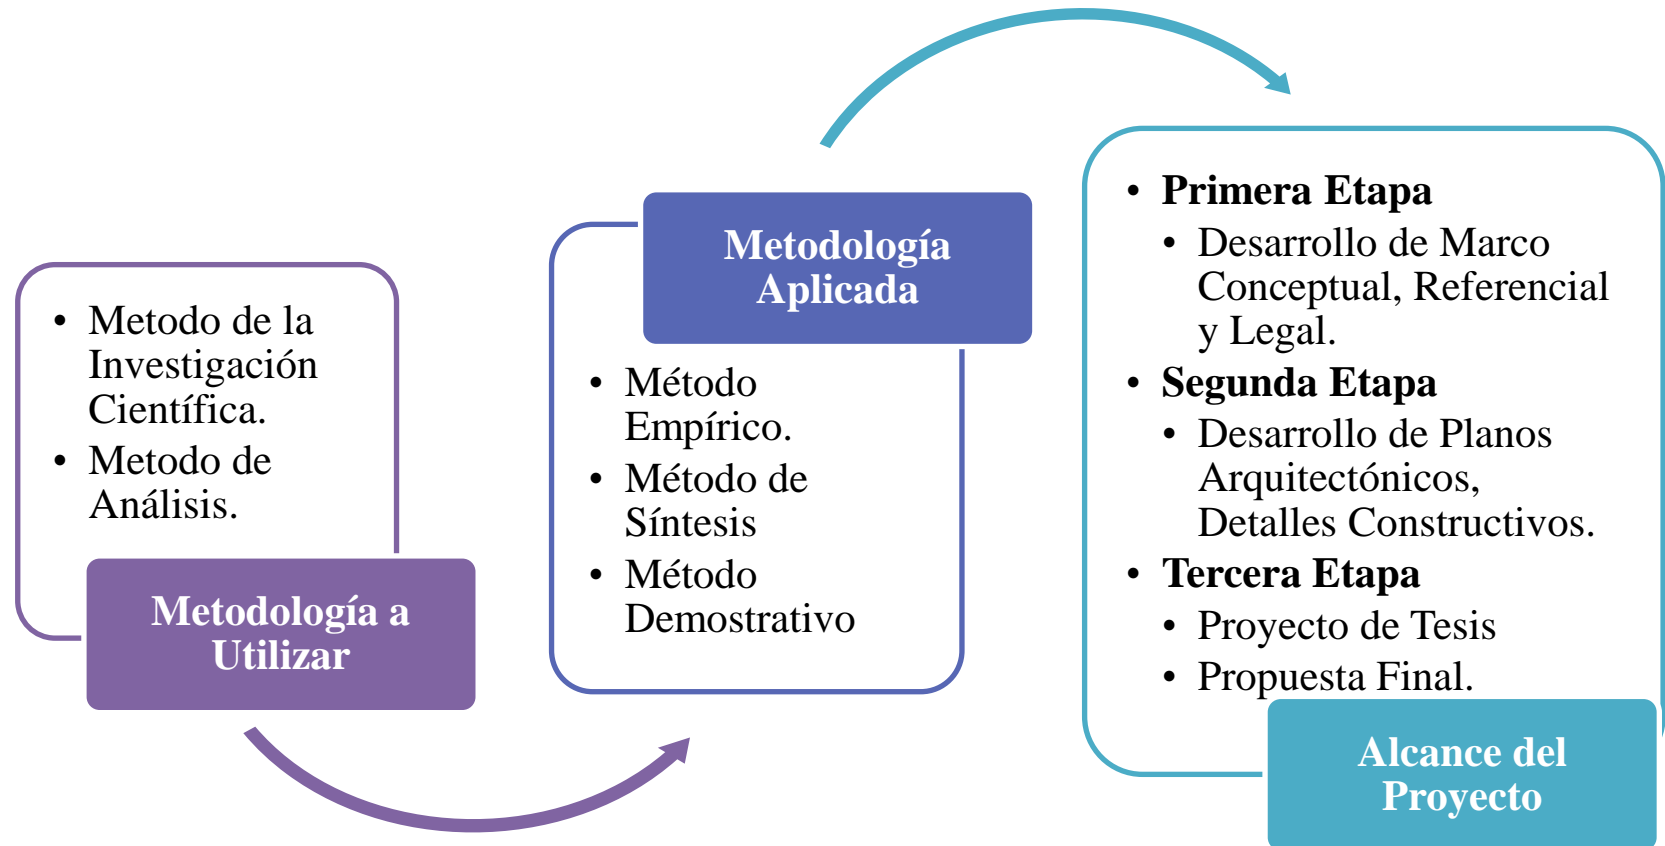 • Metodo de la
Investigación
Científica.
• Metodo de
Análisis.
Metodología a
Utilizar
Metodología
Aplicada
• Método
Empírico.
• Método de
Síntesis
• Método
Demostrativo
• Primera Etapa
• Desarrollo de Marco
Conceptual, Referencial
y Legal.
• Segunda Etapa
• Desarrollo de Planos
Arquitectónicos,
Detalles Constructivos.
• Tercera Etapa
• Proyecto de Tesis
• Propuesta Final.
Alcance del
Proyecto